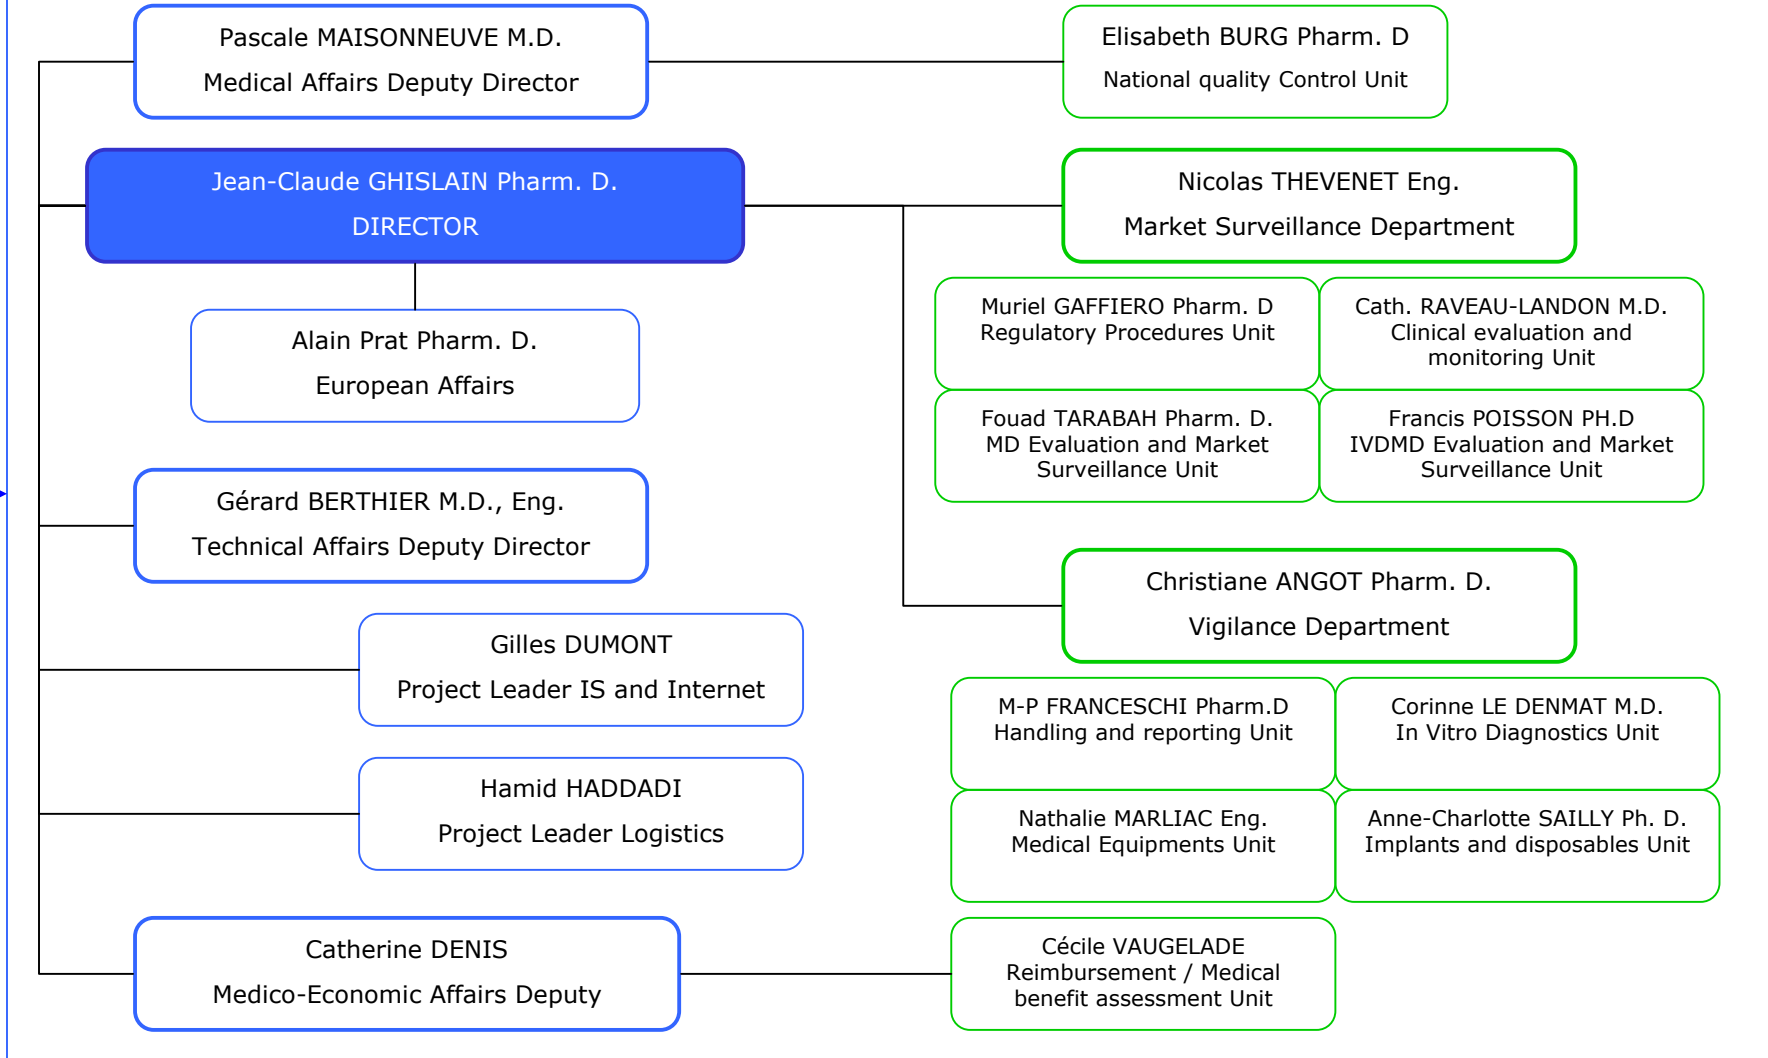 Pascale MAISONNEUVE M.D.
Medical Affairs Deputy Director
Elisabeth BURG Pharm. D
National quality Control Unit
Jean-Claude GHISLAIN Pharm. D.
DIRECTOR
Nicolas THEVENET Eng.
Market Surveillance Department
Muriel GAFFIERO Pharm. D
Regulatory Procedures Unit
Cath. RAVEAU-LANDON M.D.
Clinical evaluation and
monitoring Unit
Alain Prat Pharm. D.
European Affairs
Fouad TARABAH Pharm. D.
MD Evaluation and Market
Surveillance Unit
Francis POISSON PH.D
IVDMD Evaluation and Market
Surveillance Unit
Gérard BERTHIER M.D., Eng.
Technical Affairs Deputy Director
Christiane ANGOT Pharm. D.
Vigilance Department
Gilles DUMONT
Project Leader IS and Internet
M-P FRANCESCHI Pharm.D
Handling and reporting Unit
Corinne LE DENMAT M.D.
In Vitro Diagnostics Unit
Hamid HADDADI
Project Leader Logistics
Nathalie MARLIAC Eng.
Medical Equipments Unit
Anne-Charlotte SAILLY Ph. D.
Implants and disposables Unit
Catherine DENIS
Medico-Economic Affairs Deputy
Cécile VAUGELADE
Reimbursement / Medical
benefit assessment Unit